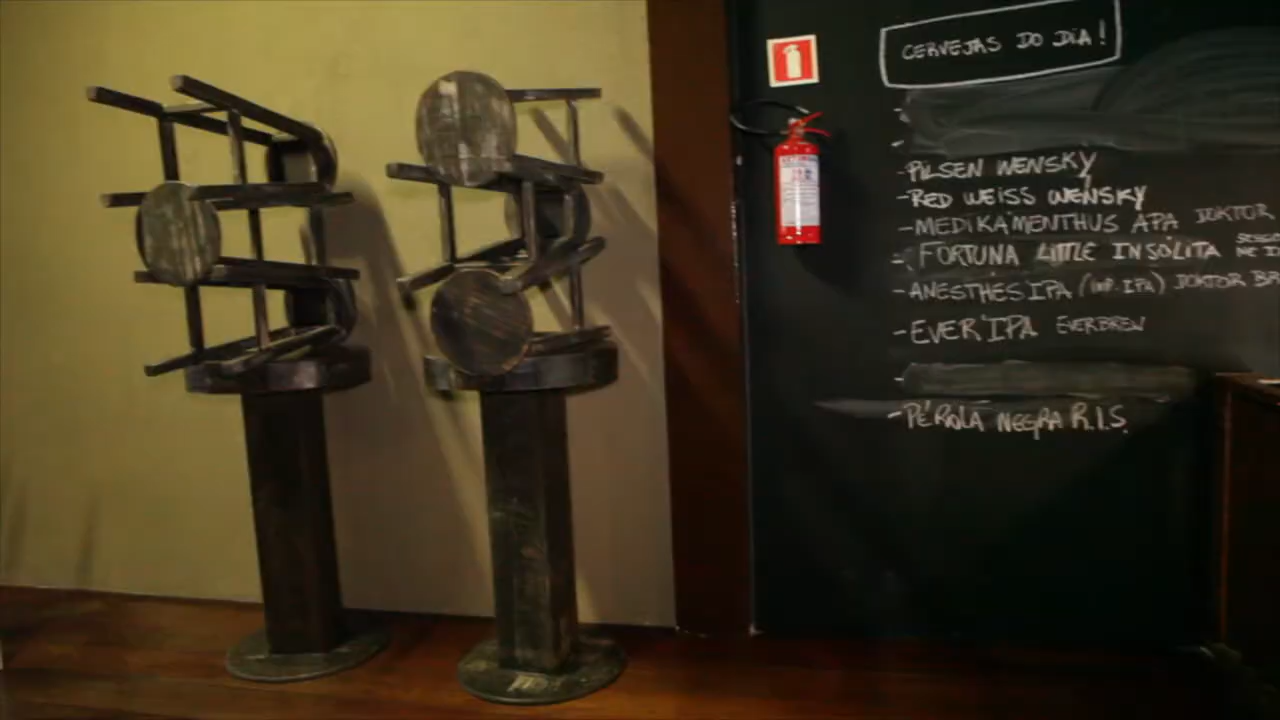 CERVEJAS DO DIA!
-PILSEN WENSKY
-RED WEISS WENSKY
-MEDIKAMENTHUS APA DOKTOR
-FORTUNA LITTLE INSÓLITA
-ANESTHESIPA (IMP. IPA) DOKTOR BR
-EVER'IPA EVERBREW
-PÉROLA NEGRA R.I.S.